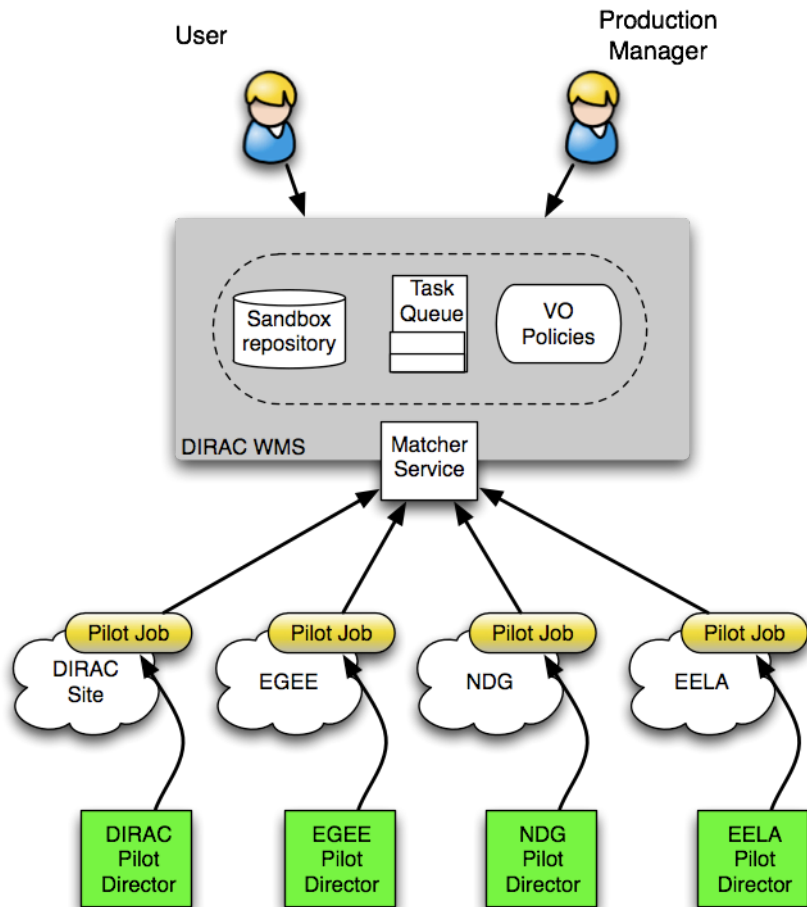 User
Production
Manager
Sandbox
repository
Task
Queue
VO
Policies
DIRAC WMS
Matcher
Service
Pilot Job
Pilot Job
Pilot Job
Pilot Job
DIRAC
Site
EGEE
NDG
EELA
DIRAC
Pilot
Director
EGEE
Pilot
Director
NDG
Pilot
Director
EELA
Pilot
Director